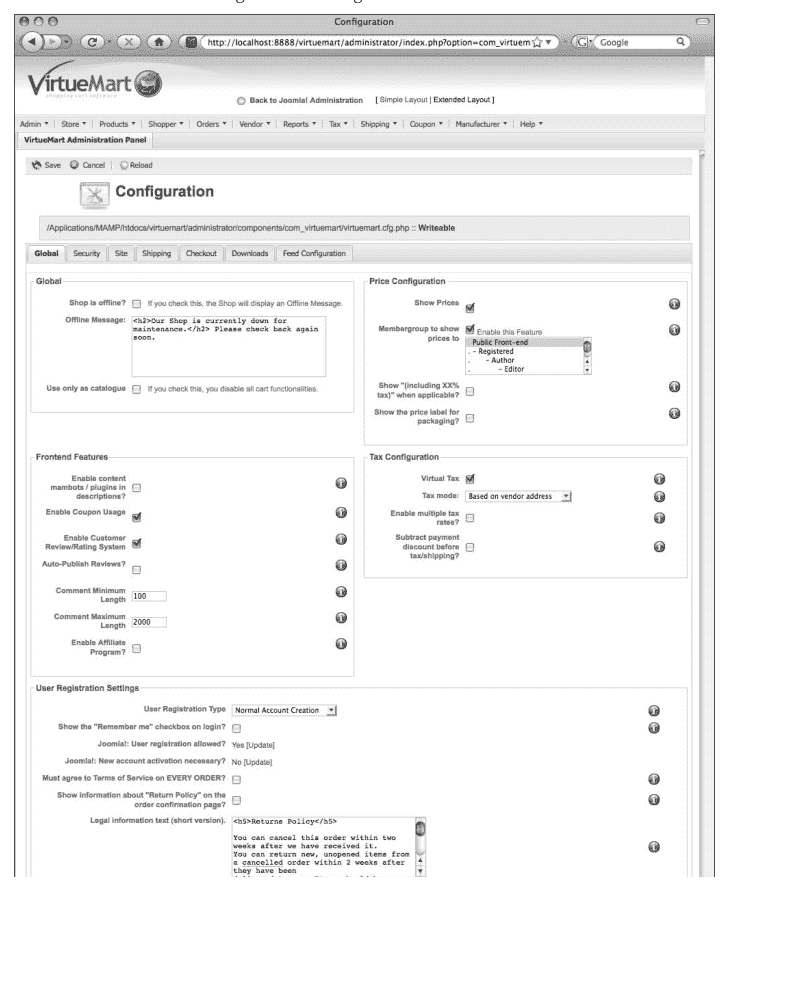 Configuration
http://localhost:8888/virtuemart/administrator/index.php?option=com_virtuem
Google
VirtueMart
shopping cart software
Back to Joomla! Administration [ Simple Layout | Extended Layout ]
Admin Store Products Shopper Orders Vendor Reports Tax Shipping Coupon Manufacturer Help
VirtueMart Administration Panel
Save Cancel Reload
Configuration
/Applications/MAMP/htdocs/virtuemart/administrator/components/com_virtuemart/virtuemart.cfg.php :: Writeable
Global Security Site Shipping Checkout Downloads Feed Configuration
Global
Shop is offline? If you check this, the Shop will display an Offline Message.
Offline Message: <h2>Our Shop is currently down for
maintenance.</h2> Please check back again
soon.
Use only as catalogue If you check this, you disable all cart functionalities.
Price Configuration
Show Prices
Membergroup to show
prices to
Enable this Feature
Public Front-end
. - Registered
. - Author
. - Editor
Show "(including XX%
tax)" when applicable?
Show the price label for
packaging?
Frontend Features
Enable content
mambots / plugins in
descriptions?
Enable Coupon Usage
Enable Customer
Review/Rating System
Auto-Publish Reviews?
Comment Minimum
Length 100
Comment Maximum
Length 2000
Enable Affiliate
Program?
Tax Configuration
Virtual Tax
Tax mode: Based on vendor address
Enable multiple tax
rates?
Subtract payment
discount before
tax/shipping?
User Registration Settings
User Registration Type Normal Account Creation
Show the "Remember me" checkbox on login?
Joomla!: User registration allowed? Yes [Update]
Joomla!: New account activation necessary? No [Update]
Must agree to Terms of Service on EVERY ORDER?
Show information about "Return Policy" on the
order confirmation page?
Legal information text (short version). <h5>Returns Policy</h5>
You can cancel this order within two
weeks after we have received it.
You can return new, unopened items from
a cancelled order within 2 weeks after
they have been